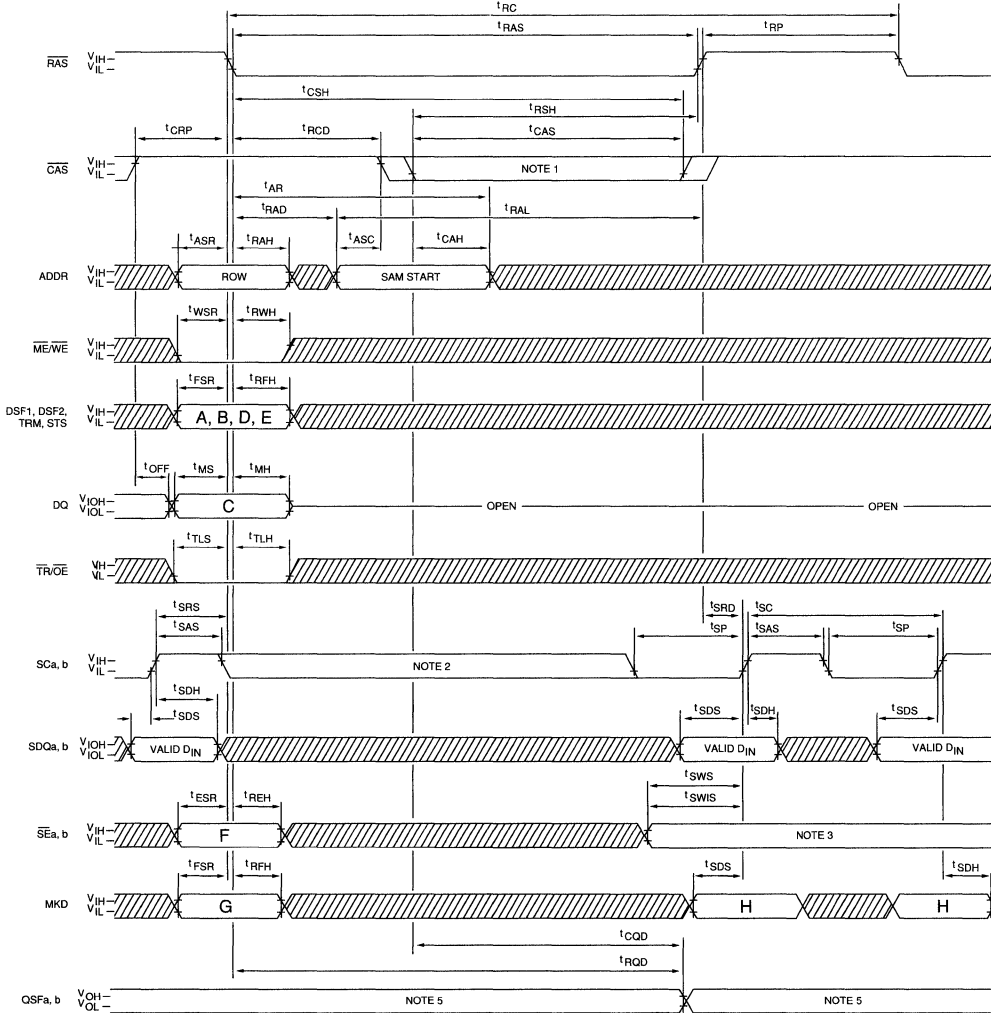 tRC
tRAS
tRP
RAS VIH VIL
tCSH
tRSH
tCRP tRCD tCAS
CAS VIH VIL NOTE 1
tAR
tRAD tRAL
tASR tRAH tASC tCAH
ADDR VIH VIL ROW SAM START
tWSR tRWH
ME/WE VIH VIL
tFSR tRFH
DSF1, DSF2, TRM, STS VIH VIL A, B, D, E
tOFF tMS tMH
DQ VIOH VIOL C OPEN OPEN
tTLS tTLH
TR/OE VH VL
tSRS tSRD tSC
tSAS tSP tSAS tSP
SCa, b VIH VIL NOTE 2
tSDH
tSDS tSDS tSDH tSDS
SDQa, b VIOH VIOL VALID DIN VALID DIN VALID DIN
tSWS
tESR tREH tSWIS
SEa, b VIH VIL F NOTE 3
tFSR tRFH tSDS tSDH
MKD VIH VIL G H H
tCQD
tRQD
QSFa, b VOH VOL NOTE 5 NOTE 5